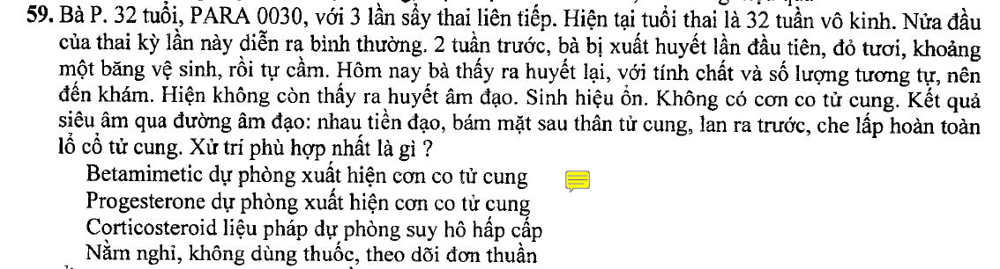 59. Bà P. 32 tuổi, PARA 0030, với 3 lần sẩy thai liên tiếp. Hiện tại tuổi thai là 32 tuần vô kinh. Nửa đầu
của thai kỳ lần này diễn ra bình thường. 2 tuần trước, bà bị xuất huyết lần đầu tiên, đỏ tươi, khoảng
một băng vệ sinh, rồi tự cầm. Hôm nay bà thấy ra huyết lại, với tính chất và số lượng tương tự, nên
đến khám. Hiện không còn thấy ra huyết âm đạo. Sinh hiệu ổn. Không có cơn co tử cung. Kết quả
siêu âm qua đường âm đạo: nhau tiền đạo, bám mặt sau thân tử cung, lan ra trước, che lấp hoàn toàn
lổ cổ tử cung. Xử trí phù hợp nhất là gì ?
Betamimetic dự phòng xuất hiện cơn co tử cung
Progesterone dự phòng xuất hiện cơn co tử cung
Corticosteroid liệu pháp dự phòng suy hô hấp cấp
Nằm nghỉ, không dùng thuốc, theo dõi đơn thuần